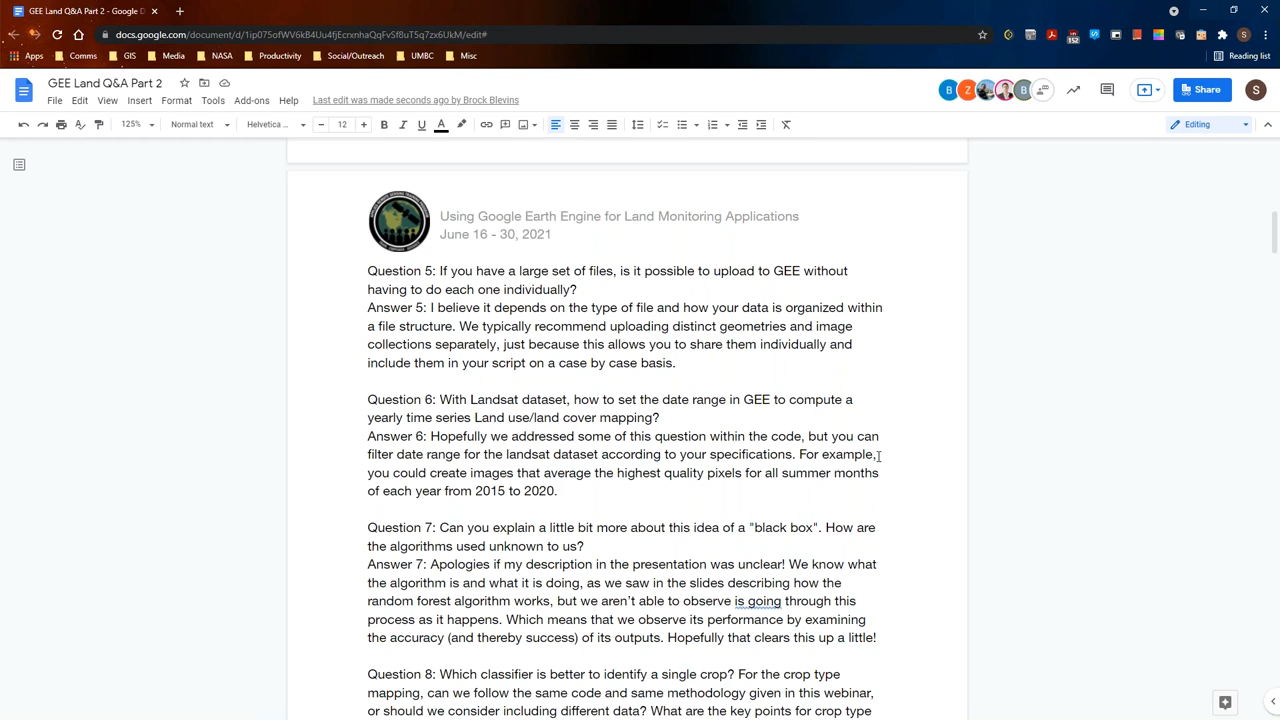 GEE Land Q&A Part 2 - Google D
docs.google.com/document/d/1ip075ofWV6kB4Uu4fjEcrxnhaQqFvSf8uT5q7zx6UkM/edit#
Apps Comms GIS Media NASA Productivity Social/Outreach UMBC Misc Reading list
GEE Land Q&A Part 2
File Edit View Insert Format Tools Add-ons Help Last edit was made seconds ago by Brock Blevins
B Z B Share S
125% Normal text Helvetica ... 12 B I U A Editing
Using Google Earth Engine for Land Monitoring Applications
June 16 - 30, 2021
Question 5: If you have a large set of files, is it possible to upload to GEE without
having to do each one individually?
Answer 5: I believe it depends on the type of file and how your data is organized within
a file structure. We typically recommend uploading distinct geometries and image
collections separately, just because this allows you to share them individually and
include them in your script on a case by case basis.
Question 6: With Landsat dataset, how to set the date range in GEE to compute a
yearly time series Land use/land cover mapping?
Answer 6: Hopefully we addressed some of this question within the code, but you can
filter date range for the landsat dataset according to your specifications. For example,
you could create images that average the highest quality pixels for all summer months
of each year from 2015 to 2020.
Question 7: Can you explain a little bit more about this idea of a "black box". How are
the algorithms used unknown to us?
Answer 7: Apologies if my description in the presentation was unclear! We know what
the algorithm is and what it is doing, as we saw in the slides describing how the
random forest algorithm works, but we aren't able to observe is going through this
process as it happens. Which means that we observe its performance by examining
the accuracy (and thereby success) of its outputs. Hopefully that clears this up a little!
Question 8: Which classifier is better to identify a single crop? For the crop type
mapping, can we follow the same code and same methodology given in this webinar,
or should we consider including different data? What are the key points for crop type